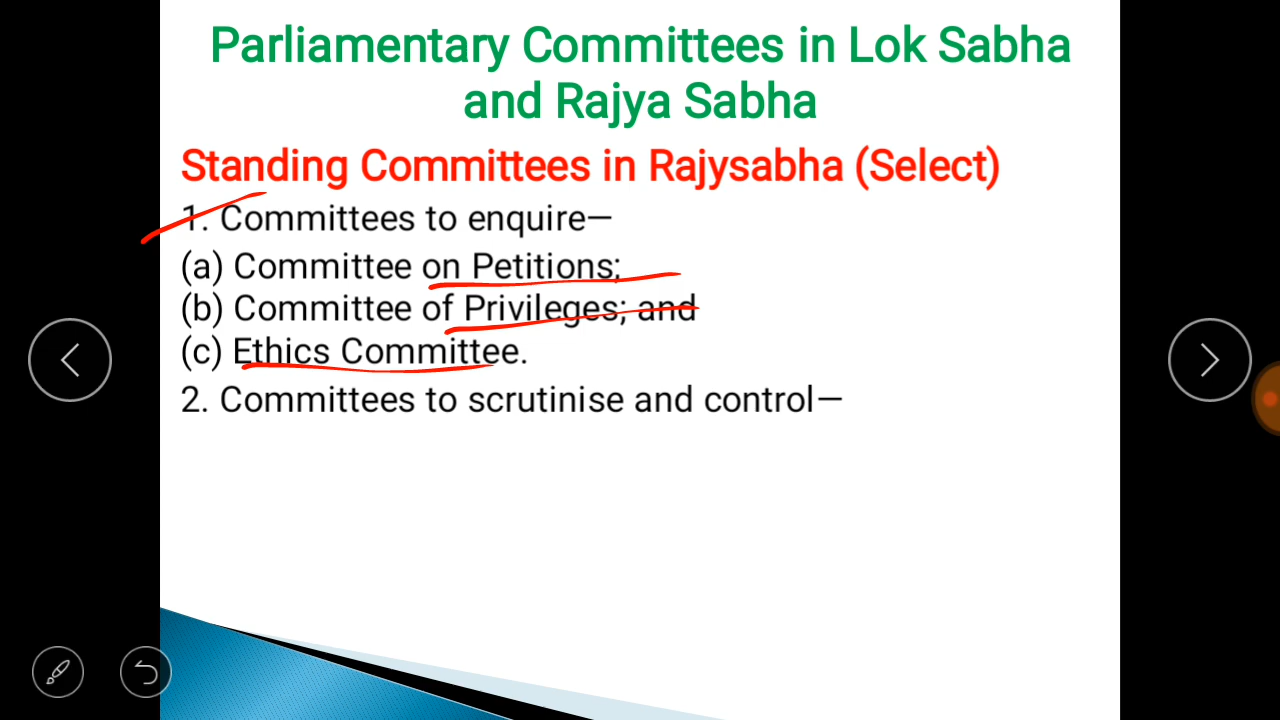 Parliamentary Committees in Lok Sabha
and Rajya Sabha
Standing Committees in Rajysabha (Select)
1. Committees to enquire—
(a) Committee on Petitions;
(b) Committee of Privileges; and
(c) Ethics Committee.
2. Committees to scrutinise and control—